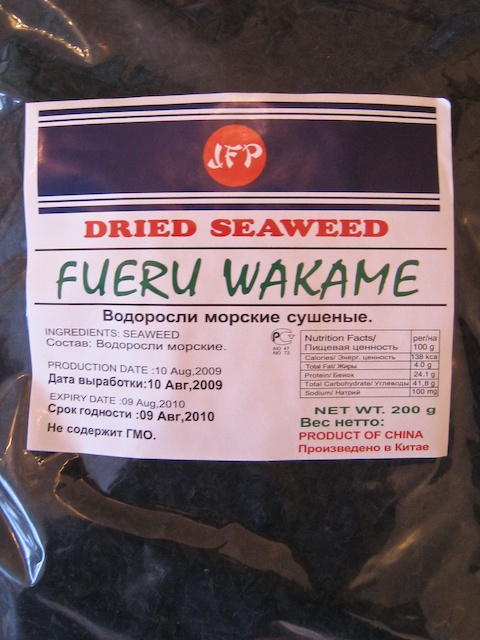 JFP
DRIED SEAWEED
FUERU WAKAME
Водоросли морские сушеные.
INGREDIENTS: SEAWEED
Состав: Водоросли морские.
PRODUCTION DATE :10 Aug,2009
Дата выработки:10 Авг,2009
EXPIRY DATE :09 Aug,2010
Срок годности :09 Авг,2010
Не содержит ГМО.
АЮ 47
АЮ 73
Nutrition Facts/ per/на
Пищевая ценность 100 g
Calories/ Энерг. ценность 138 kca
Total Fat/ Жиры 4.0 g
Protein/ Белок 24.1 g
Total Carbohydrate/ Углеводы 41,8 g
Sodium/ Натрий 100 mg
NET WT. 200 g
Вес нетто:
PRODUCT OF CHINA
Произведено в Китае